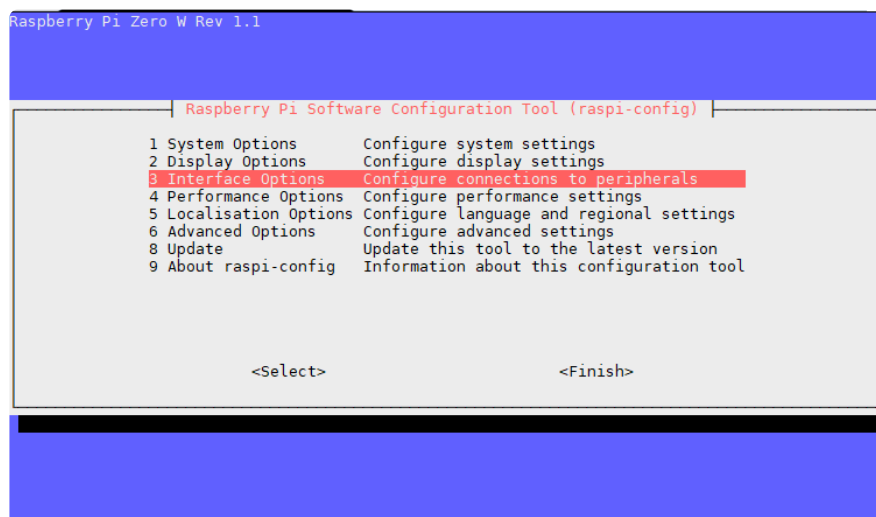 Raspberry Pi Zero W Rev 1.1
Raspberry Pi Software Configuration Tool (raspi-config)
1 System Options Configure system settings
2 Display Options Configure display settings
3 Interface Options Configure connections to peripherals
4 Performance Options Configure performance settings
5 Localisation Options Configure language and regional settings
6 Advanced Options Configure advanced settings
8 Update Update this tool to the latest version
9 About raspi-config Information about this configuration tool
<Select> <Finish>